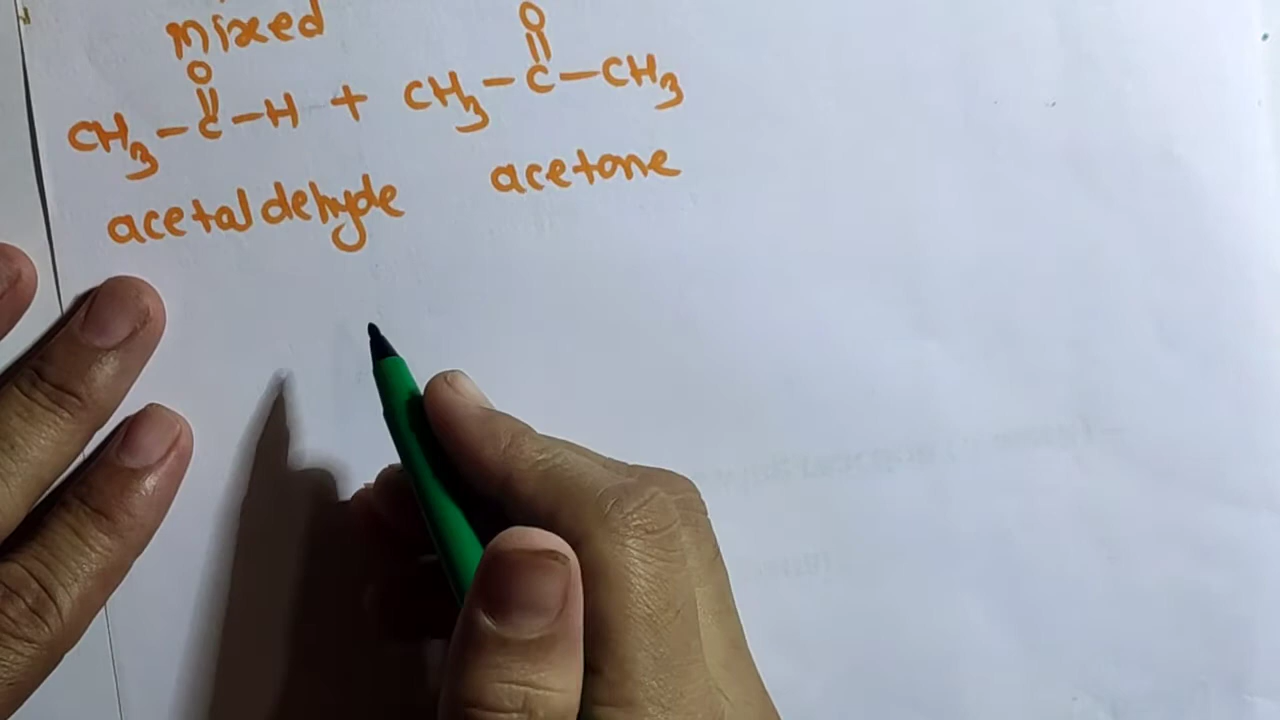 mixed
O O
|| ||
CH3-C-H + CH3-C-CH3
acetaldehyde acetone